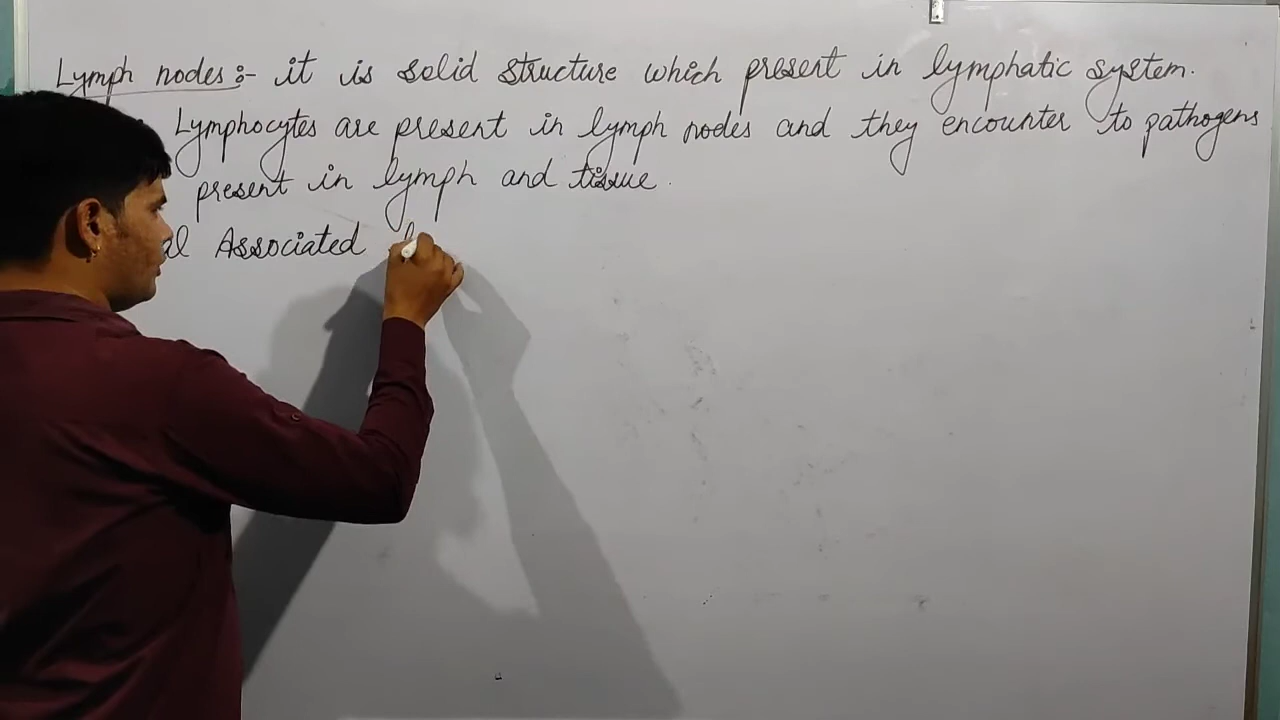 Lymph nodes :- it is solid structure which present in lymphatic system.
Lymphocytes are present in lymph nodes and they encounter to pathogens
present in lymph and tissue.
Associated